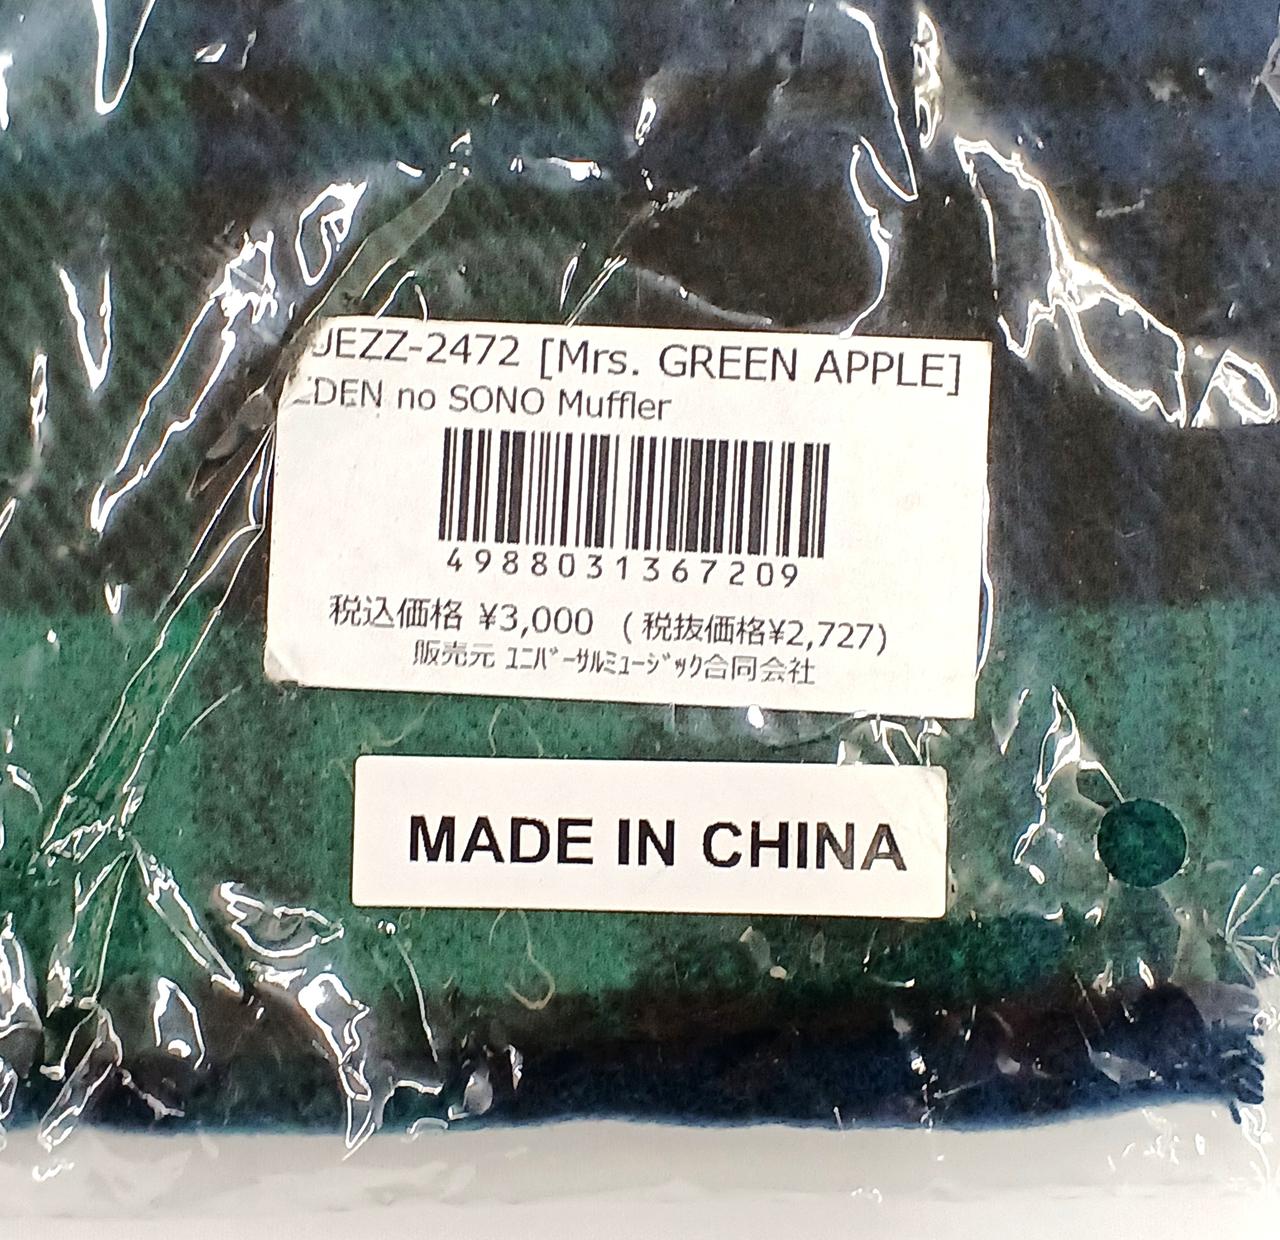 UEZZ-2472 [Mrs. GREEN APPLE]
EDEN no SONO Muffler
4988031367209
税込価格 ¥3,000 (税抜価格¥2,727)
販売元 ﾕﾆﾊﾞｰｻﾙﾐｭｰｼﾞｯｸ合同会社
MADE IN CHINA